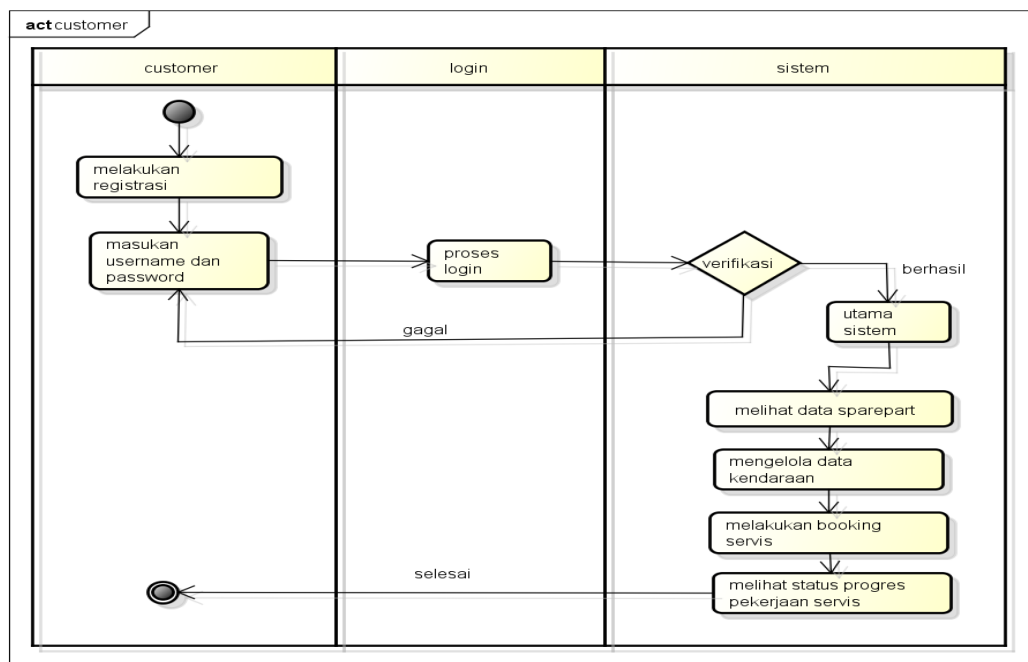 act customer
customer
login
sistem
melakukan
registrasi
masukan
username dan
password
proses
login
verifikasi
berhasil
gagal
utama
sistem
melihat data sparepart
mengelola data
kendaraan
melakukan booking
servis
melihat status progres
pekerjaan servis
selesai